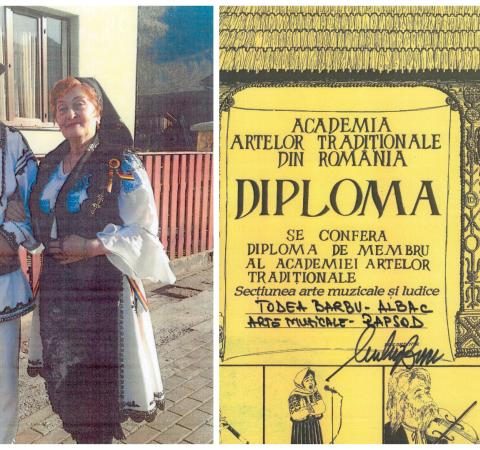 ACADEMIA
ARTELOR TRADITIONALE
DIN ROMÂNIA
DIPLOMA
SE CONFERA
DIPLOMA DE MEMBRU
AL ACADEMIEI ARTELOR
TRADITIONALE
Sectiunea arte muzicale și ludice
TODEA BARBU - ALBAC
ARTE MUZICALE - RAPSOD